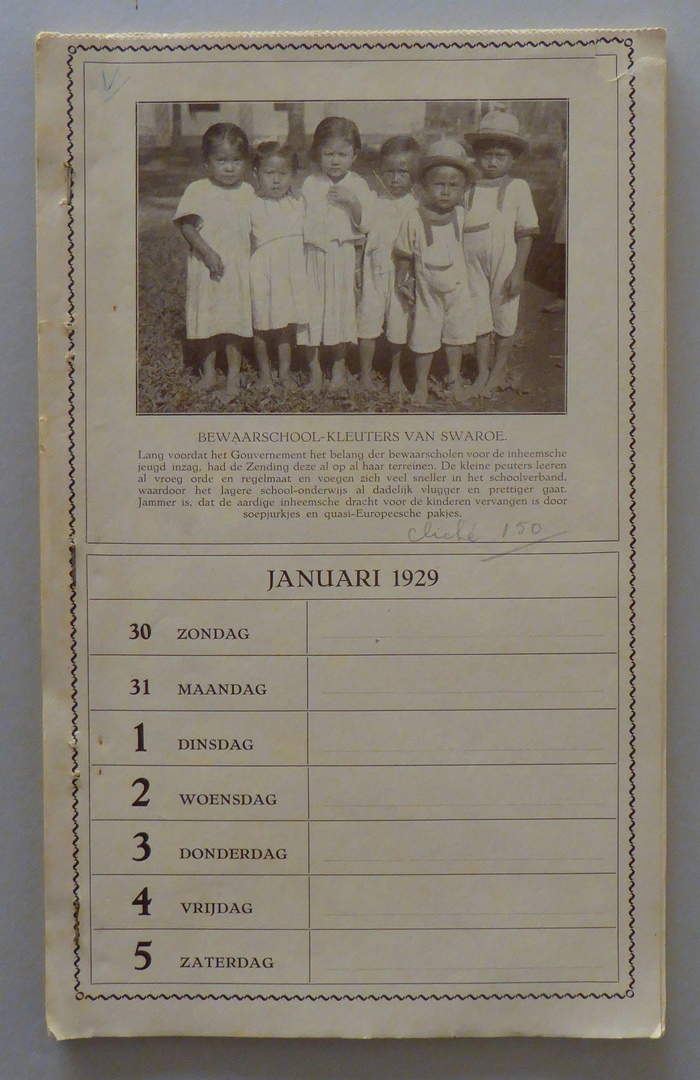 BEWAARSCHOOL-KLEUTERS VAN SWAROE.
Lang voordat het Gouvernement het belang der bewaarscholen voor de inheemsche
jeugd inzag, had de Zending deze al op al haar terreinen. De kleine peuters leeren
al vroeg orde en regelmaat en voegen zich veel sneller in het schoolverband,
waardoor het lagere school-onderwijs al dadelijk vlugger en prettiger gaat.
Jammer is, dat de aardige inheemsche dracht voor de kinderen vervangen is door
soepjurkjes en quasi-Europeesche pakjes.
cliché 150
JANUARI 1929
30 ZONDAG
31 MAANDAG
1 DINSDAG
2 WOENSDAG
3 DONDERDAG
4 VRIJDAG
5 ZATERDAG